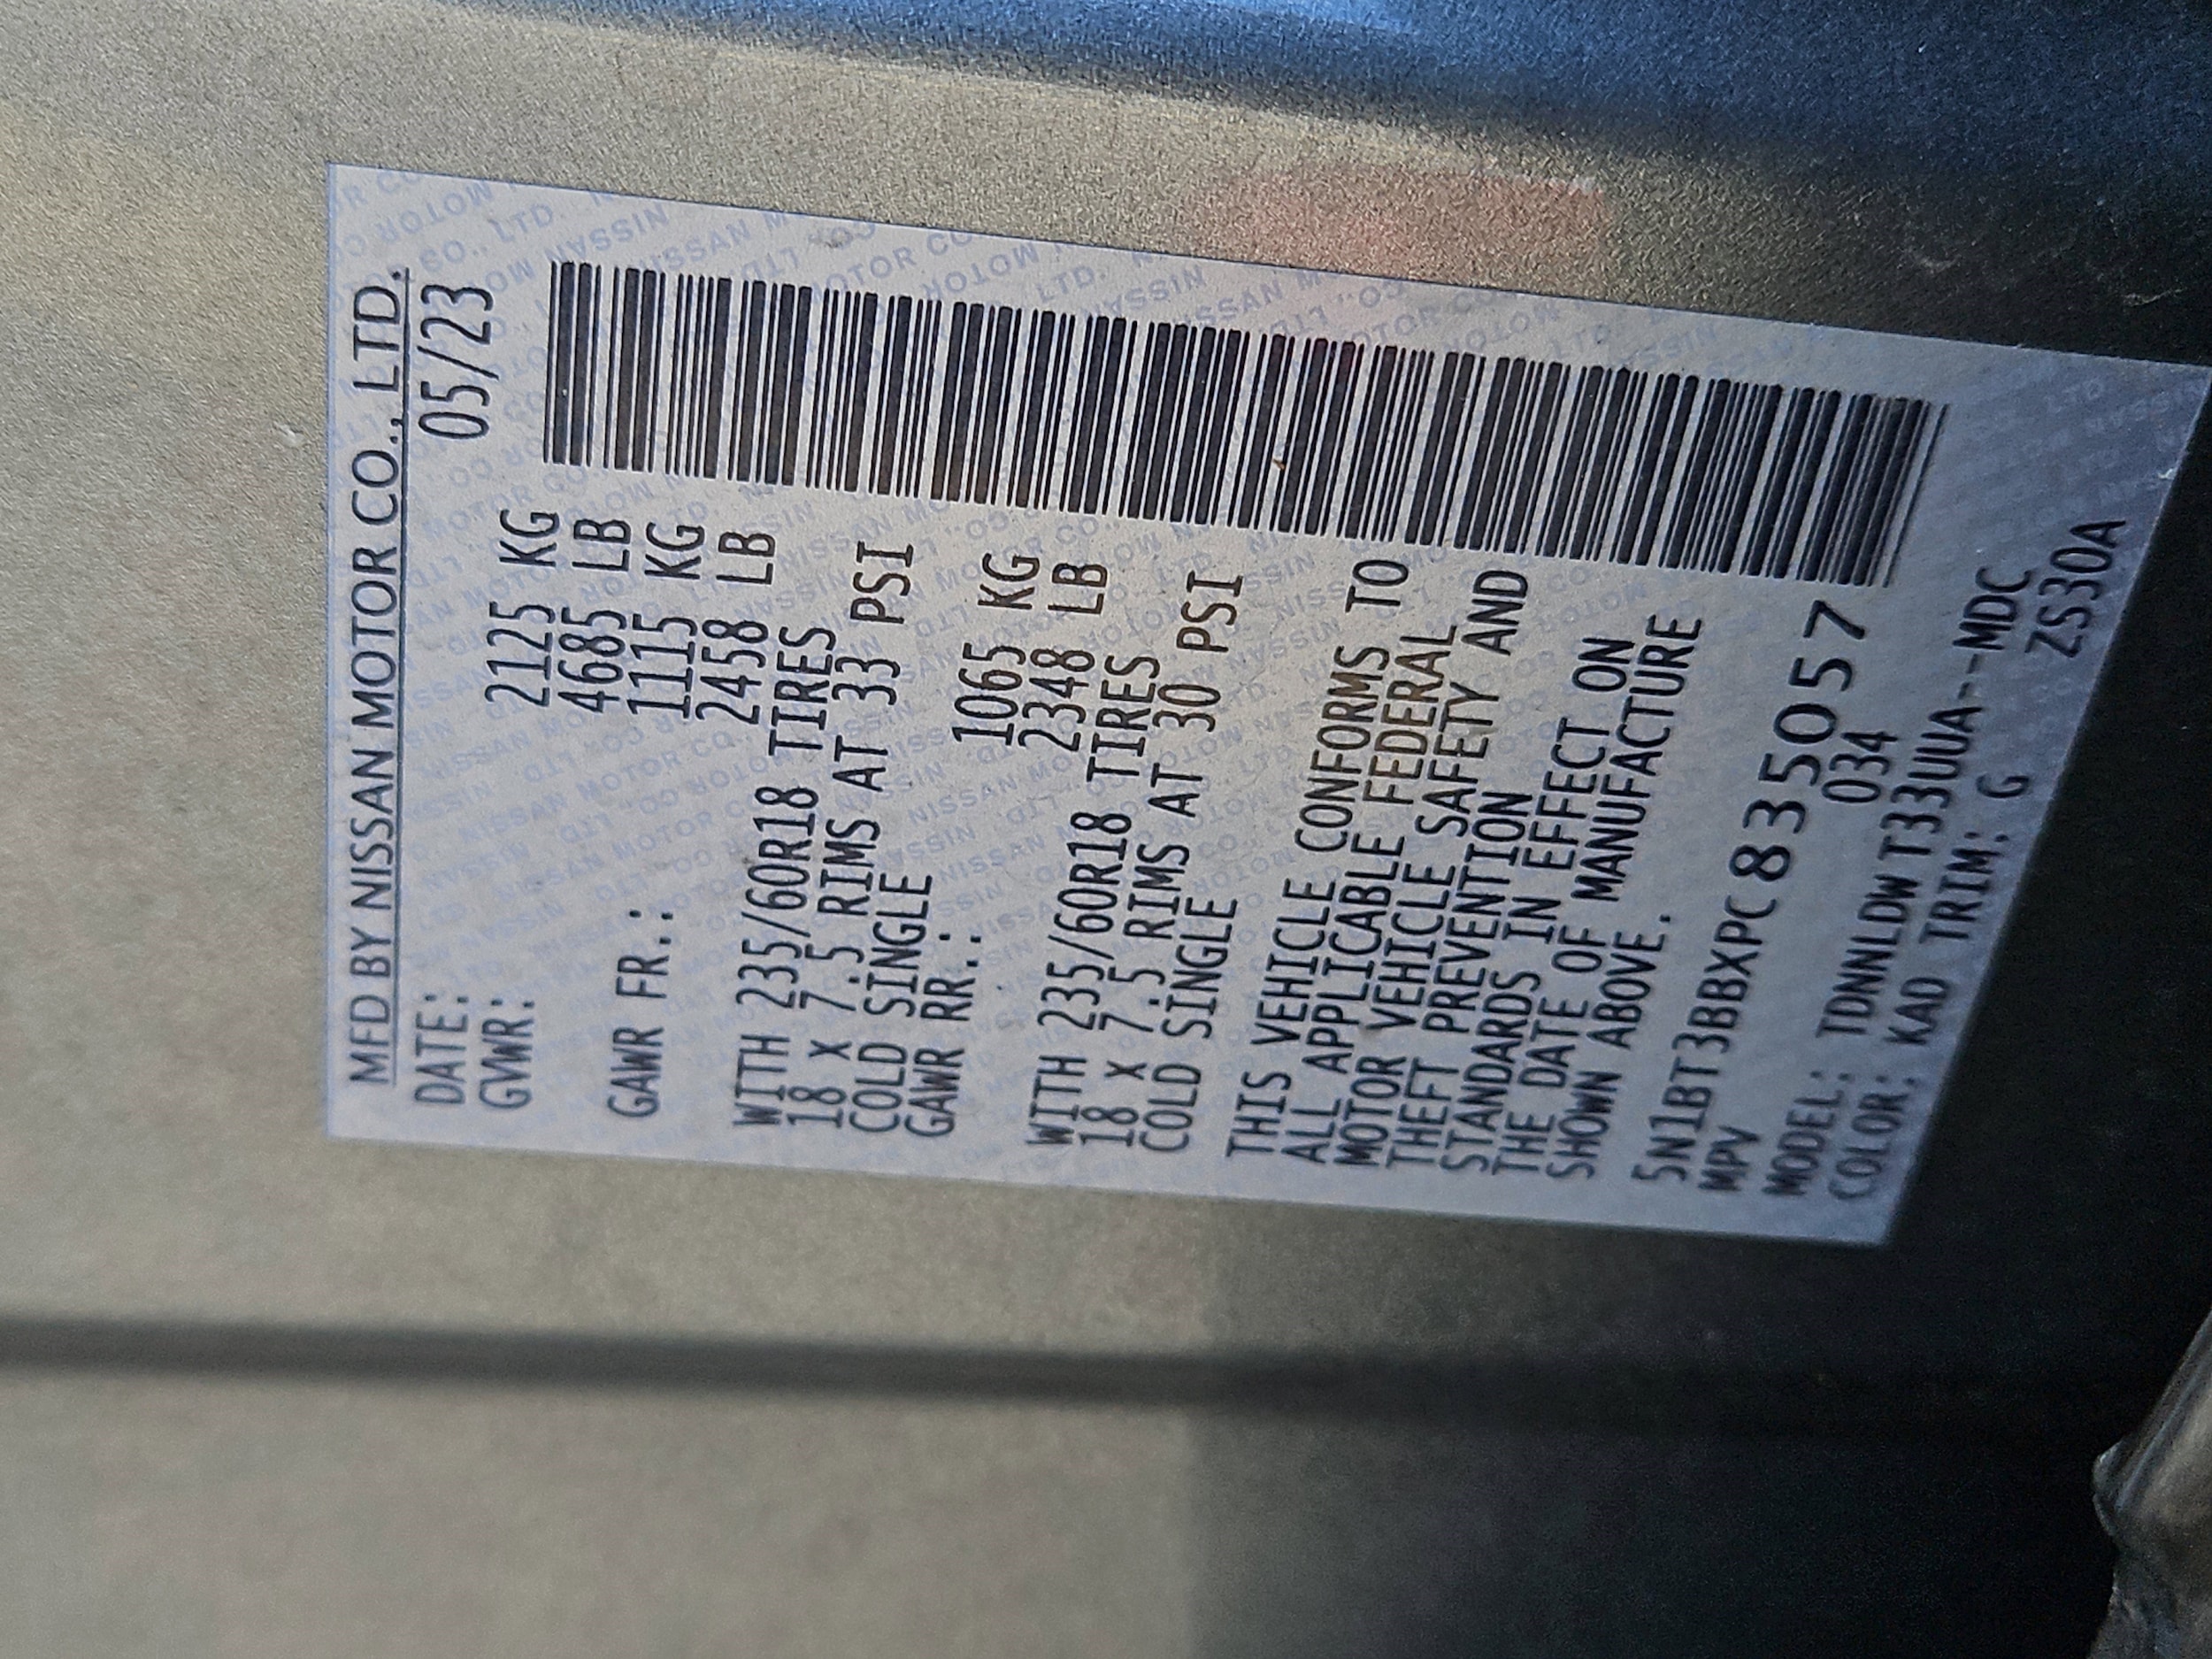 MFD BY NISSAN MOTOR CO., LTD.
DATE: 05/23
GVWR: 2125 KG
4685 LB
GAWR FR.: 1115 KG
2458 LB
WITH 235/60R18 TIRES
18 X 7.5 RIMS AT 33 PSI
COLD SINGLE
GAWR RR.: 1065 KG
2348 LB
WITH 235/60R18 TIRES
18 X 7.5 RIMS AT 30 PSI
COLD SINGLE
THIS VEHICLE CONFORMS TO
ALL APPLICABLE FEDERAL
MOTOR VEHICLE SAFETY AND
THEFT PREVENTION
STANDARDS IN EFFECT ON
THE DATE OF MANUFACTURE
SHOWN ABOVE.
5N1BT3BBXPC835057
MPV 034
MODEL: TDNNLDWT33UUA--MDC
COLOR: KAD TRIM: G ZS30A